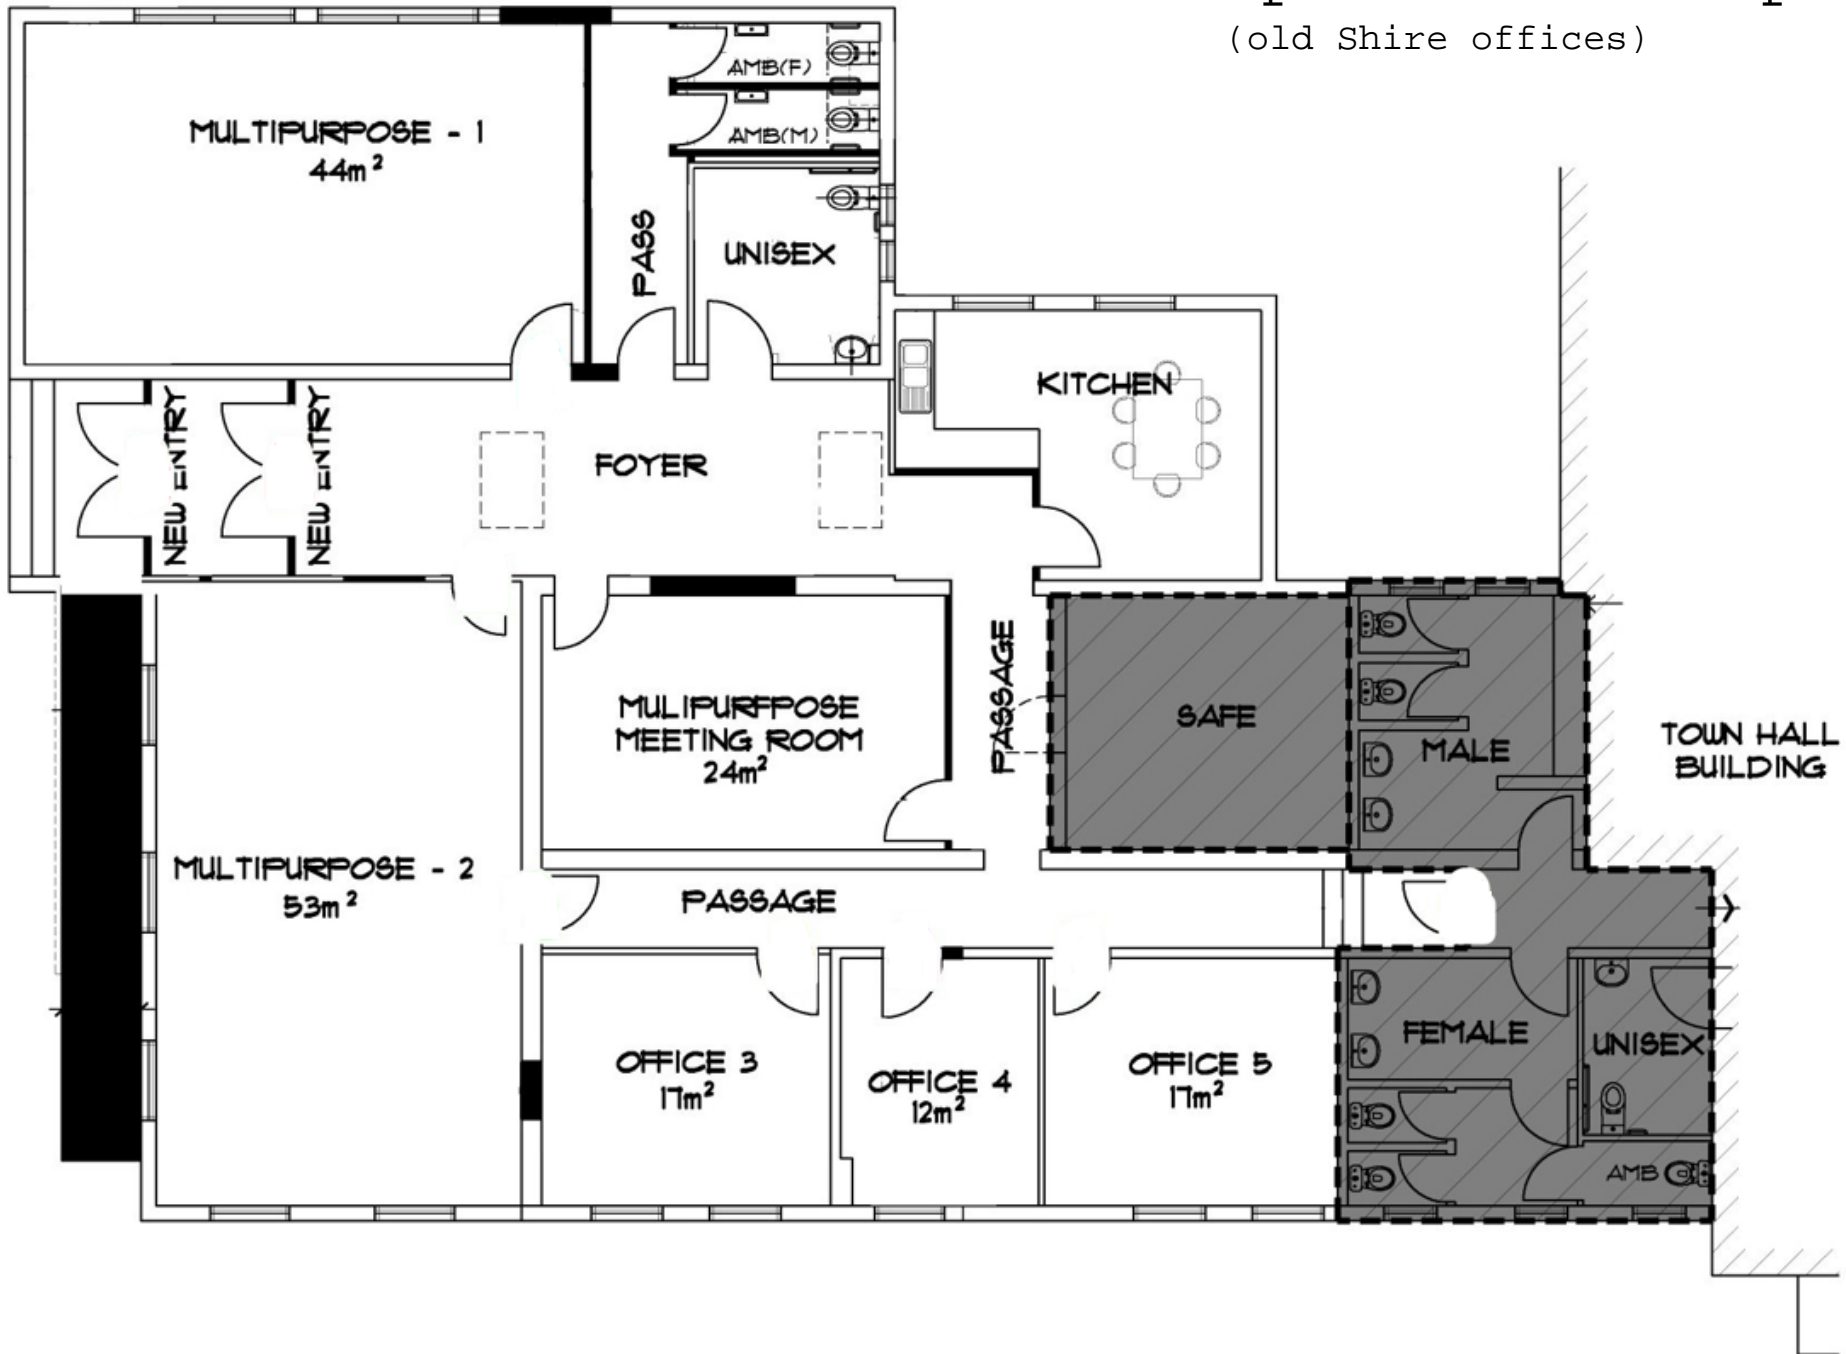 (old Shire offices)
AMB(F)
MULTIPURPOSE - 1
44m²
AMB(M)
PASS
UNISEX
KITCHEN
NEW ENTRY
NEW ENTRY
FOYER
PASSAGE
MULIPURFPOSE
MEETING ROOM
24m²
SAFE
MALE
TOWN HALL
BUILDING
MULTIPURPOSE - 2
53m²
PASSAGE
OFFICE 3
17m²
OFFICE 4
12m²
OFFICE 5
17m²
FEMALE
UNISEX
AMB